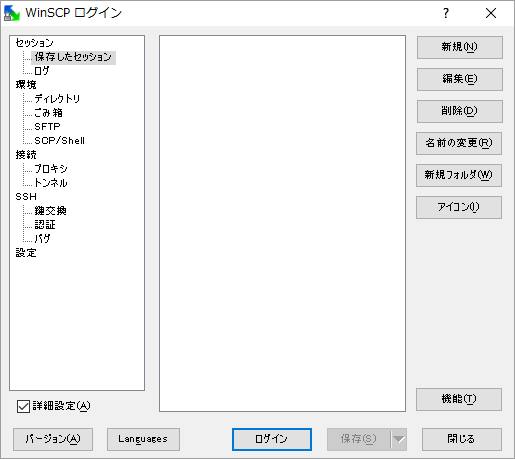 WinSCP ログイン
セッション
保存したセッション
ログ
環境
ディレクトリ
ごみ箱
SFTP
SCP/Shell
接続
プロキシ
トンネル
SSH
鍵交換
認証
バグ
設定
詳細設定(A)
新規(N)
編集(E)
削除(D)
名前の変更(R)
新規フォルダ(W)
アイコン(I)
機能(T)
バージョン(A)
Languages
ログイン
保存(S)
閉じる